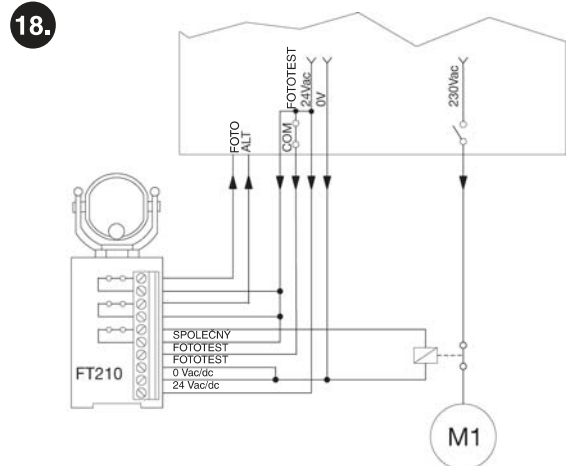 18.
FOTOTEST
24Vac
0V
230Vac
FOTO
ALT
COM
SPOLEČNÝ
FOTOTEST
FOTOTEST
0 Vac/dc
24 Vac/dc
FT210
M1